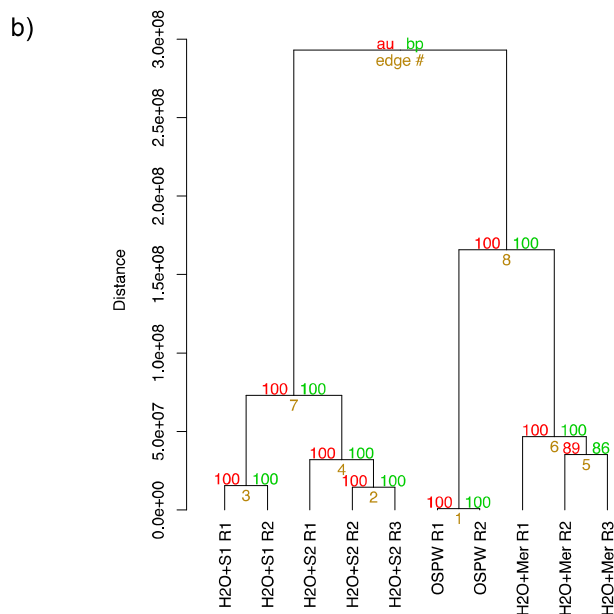 b)
au bp
edge #
3.0e+08
2.5e+08
2.0e+08
1.5e+08
1.0e+08
5.0e+07
0.0e+00
Distance
100 100
8
100 100
7
100 100
6
89 86
5
100 100
4
100 100
3
100 100
2
100 100
1
H2O+S1 R1
H2O+S1 R2
H2O+S2 R1
H2O+S2 R2
H2O+S2 R3
OSPW R1
OSPW R2
H2O+Mer R1
H2O+Mer R2
H2O+Mer R3